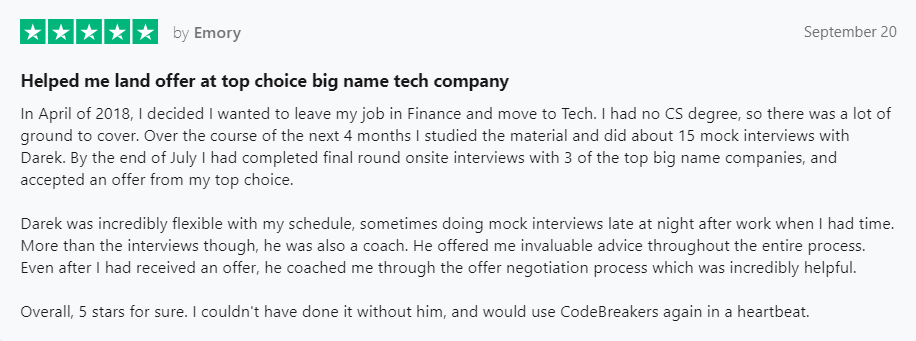 by Emory
September 20
Helped me land offer at top choice big name tech company
In April of 2018, I decided I wanted to leave my job in Finance and move to Tech. I had no CS degree, so there was a lot of
ground to cover. Over the course of the next 4 months I studied the material and did about 15 mock interviews with
Darek. By the end of July I had completed final round onsite interviews with 3 of the top big name companies, and
accepted an offer from my top choice.
Darek was incredibly flexible with my schedule, sometimes doing mock interviews late at night after work when I had time.
More than the interviews though, he was also a coach. He offered me invaluable advice throughout the entire process.
Even after I had received an offer, he coached me through the offer negotiation process which was incredibly helpful.
Overall, 5 stars for sure. I couldn't have done it without him, and would use CodeBreakers again in a heartbeat.